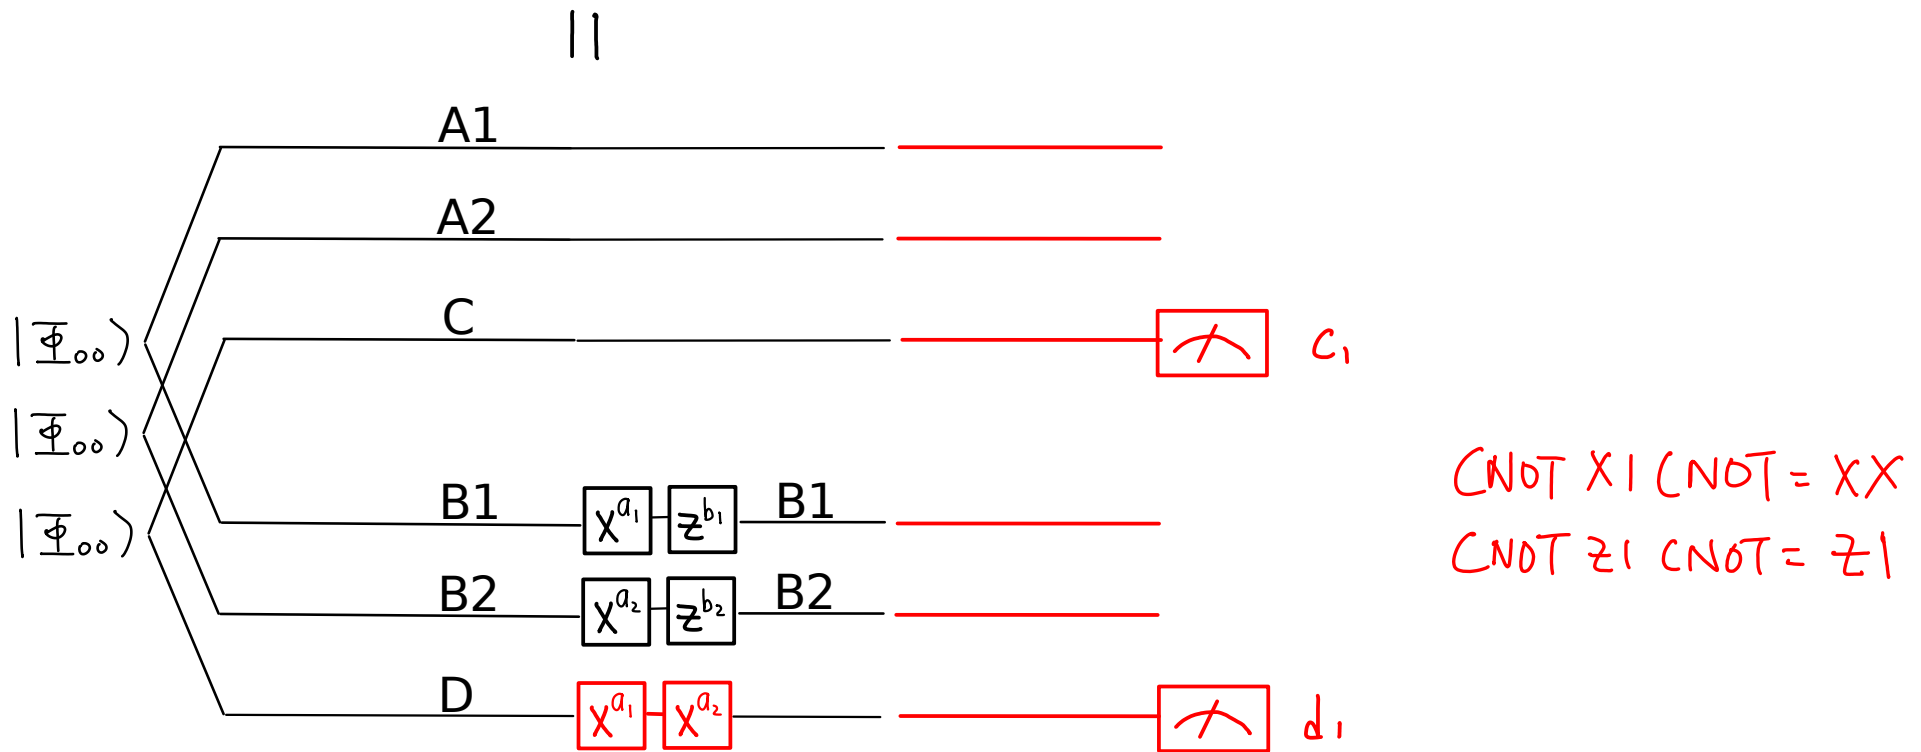 ||
A1
A2
C
|Φ₀₀⟩
c₁
|Φ₀₀⟩
CNOT X1 CNOT = XX
B1 X^{a₁} Z^{b₁} B1
|Φ₀₀⟩
CNOT Z1 CNOT = Z1
B2 X^{a₂} Z^{b₂} B2
D X^{a₁} X^{a₂}
d₁